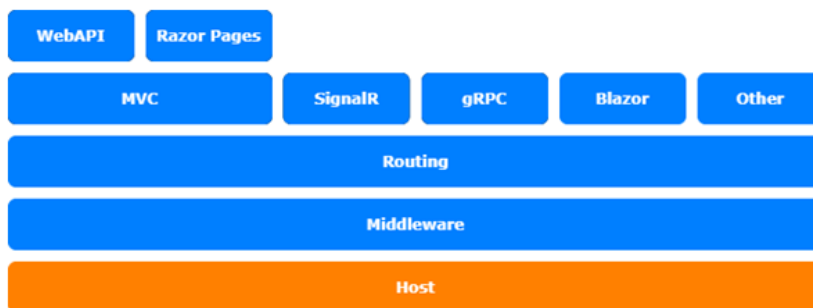 WebAPI Razor Pages
MVC SignalR gRPC Blazor Other
Routing
Middleware
Host